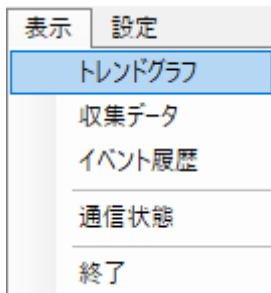 表示 設定
トレンドグラフ
収集データ
イベント履歴
通信状態
終了